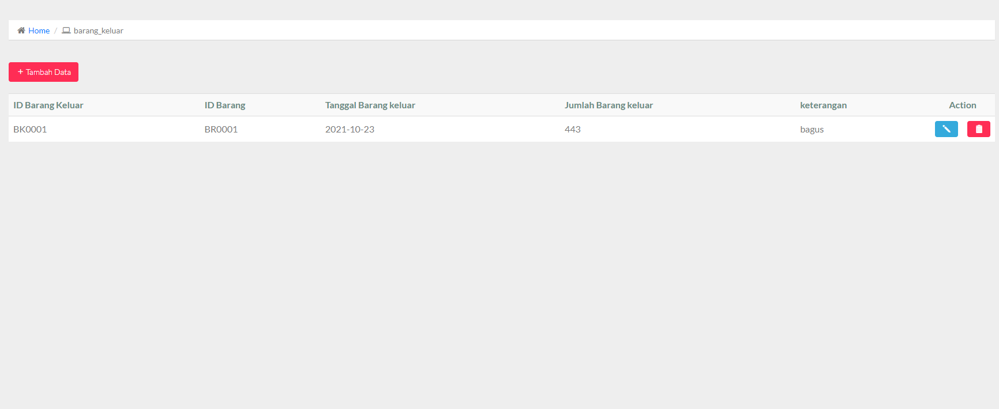 Home / barang_keluar
+ Tambah Data
ID Barang Keluar ID Barang Tanggal Barang keluar Jumlah Barang keluar keterangan Action
BK0001 BR0001 2021-10-23 443 bagus